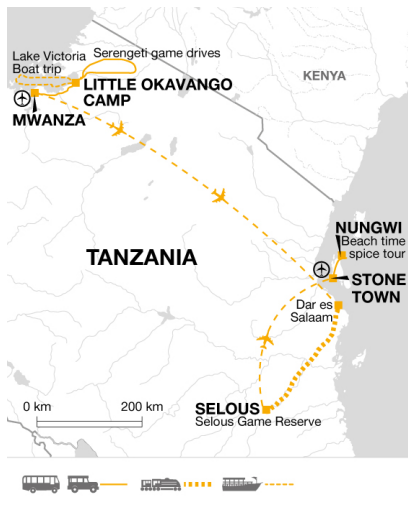 Lake Victoria
Boat trip
Serengeti game drives
KENYA
LITTLE OKAVANGO
CAMP
MWANZA
TANZANIA
NUNGWI
Beach time
spice tour
STONE
TOWN
Dar es
Salaam
0 km
200 km
SELOUS
Selous Game Reserve